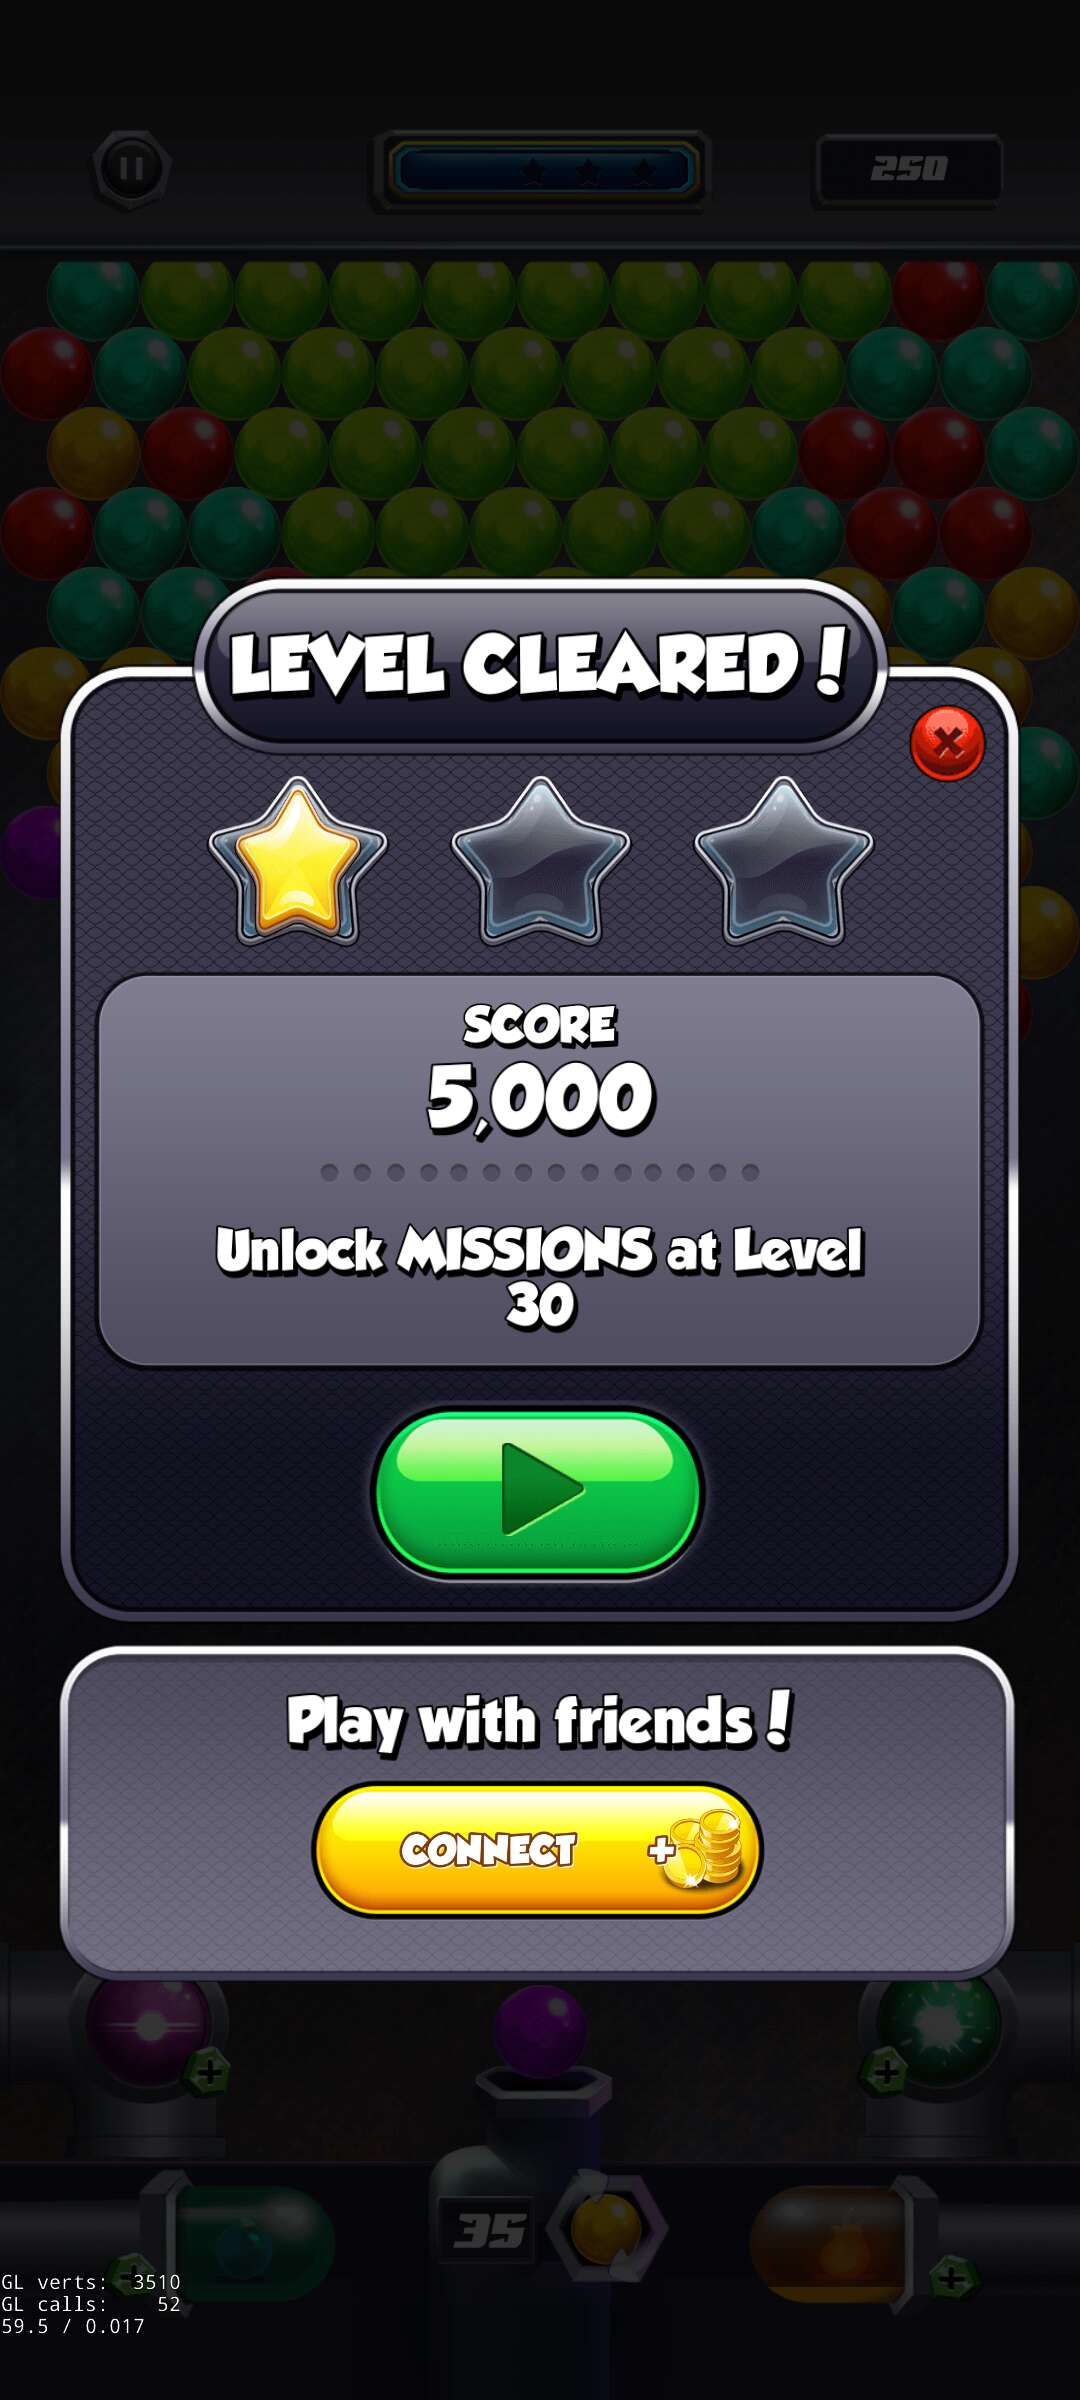 250
LEVEL CLEARED!
SCORE
5,000
Unlock MISSIONS at Level
30
Play with friends!
CONNECT +
35
GL verts: 3510
GL calls: 52
59.5 / 0.017